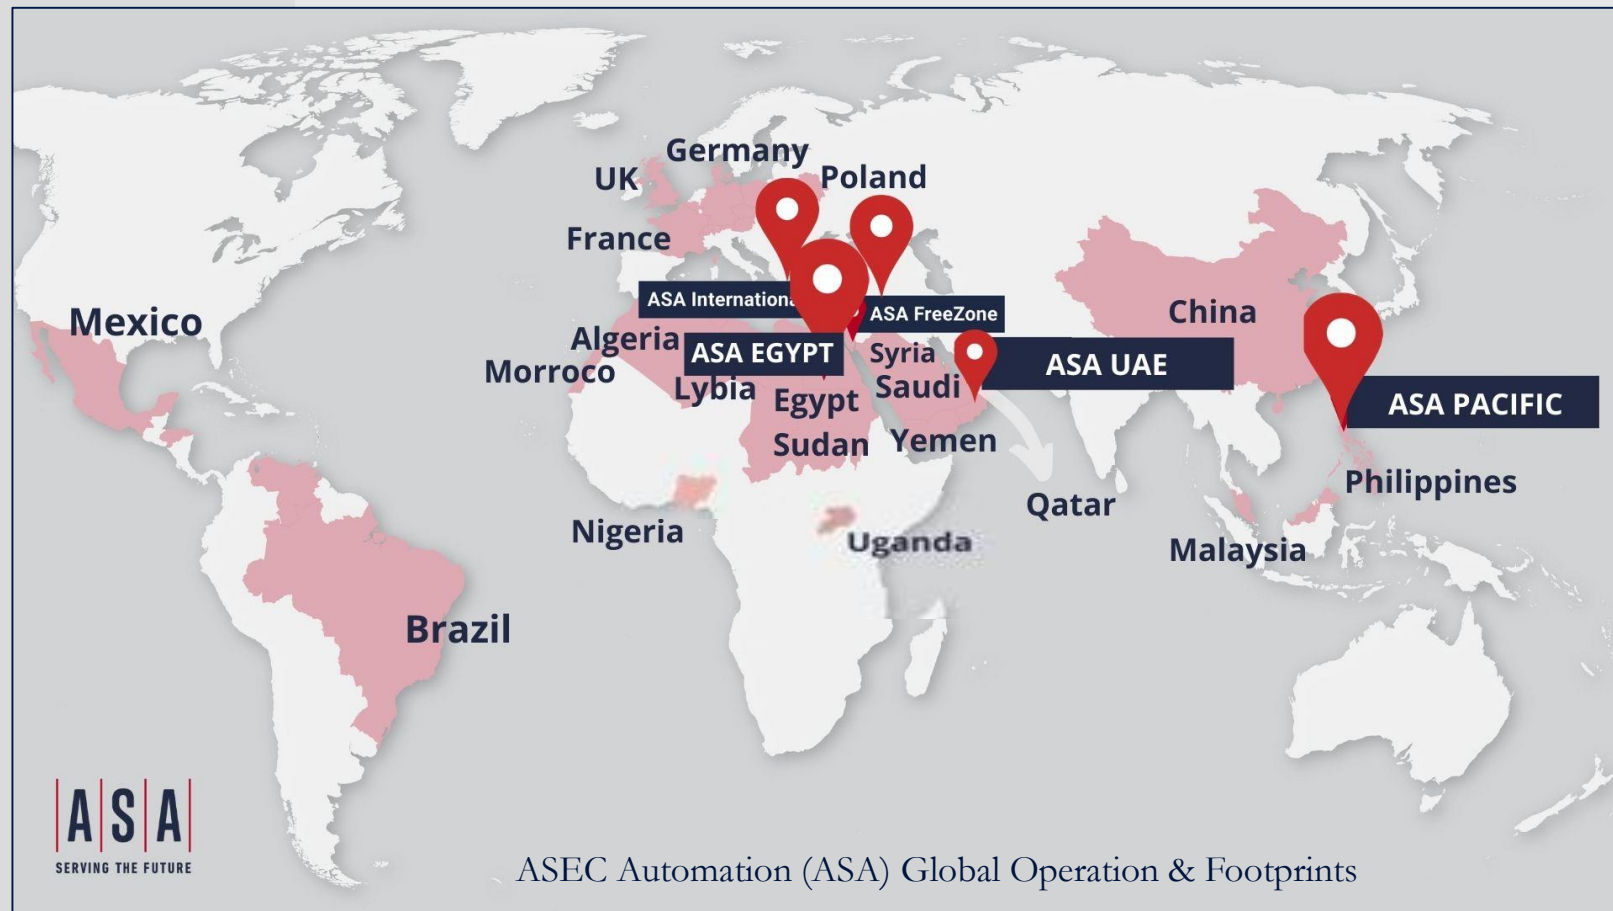 Germany
UK
Poland
France
ASA Internationa
ASA FreeZone
Mexico
Algeria
ASA EGYPT
Syria
ASA UAE
China
Morroco
Lybia
Egypt
Saudi
ASA PACIFIC
Sudan
Yemen
Qatar
Philippines
Nigeria
Uganda
Malaysia
Brazil
ASA
SERVING THE FUTURE
ASEC Automation (ASA) Global Operation & Footprints